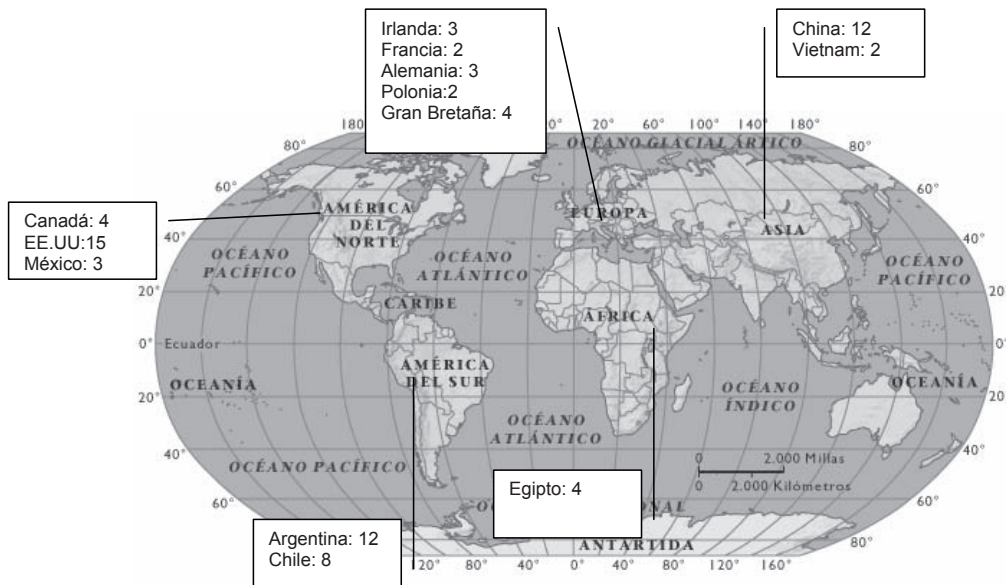 Irlanda: 3
Francia: 2
Alemania: 3
Polonia:2
Gran Bretaña: 4
China: 12
Vietnam: 2
Canadá: 4
EE.UU:15
México: 3
Egipto: 4
Argentina: 12
Chile: 8
180° 20° 60° 100° 140° 180°
80° 80°
OCÉANO GLACIAL ÁRTICO
60° 60°
AMÉRICA
DEL
NORTE
EUROPA
ASIA
40° 40°
OCÉANO
PACÍFICO
OCÉANO
ATLÁNTICO
OCÉANO
PACÍFICO
20° 20°
CARIBE
ÁFRICA
0° Ecuador 0°
AMÉRICA
DEL SUR
OCEANÍA
OCEANÍA
OCÉANO
ÍNDICO
20° 20°
OCÉANO
ATLÁNTICO
40° 40°
OCÉANO PACÍFICO
0 2.000 Millas
0 2.000 Kilómetros
60° 60°
ANTÁRTIDA
80°
120° 80° 40° 0° 40° 80° 120° 160°